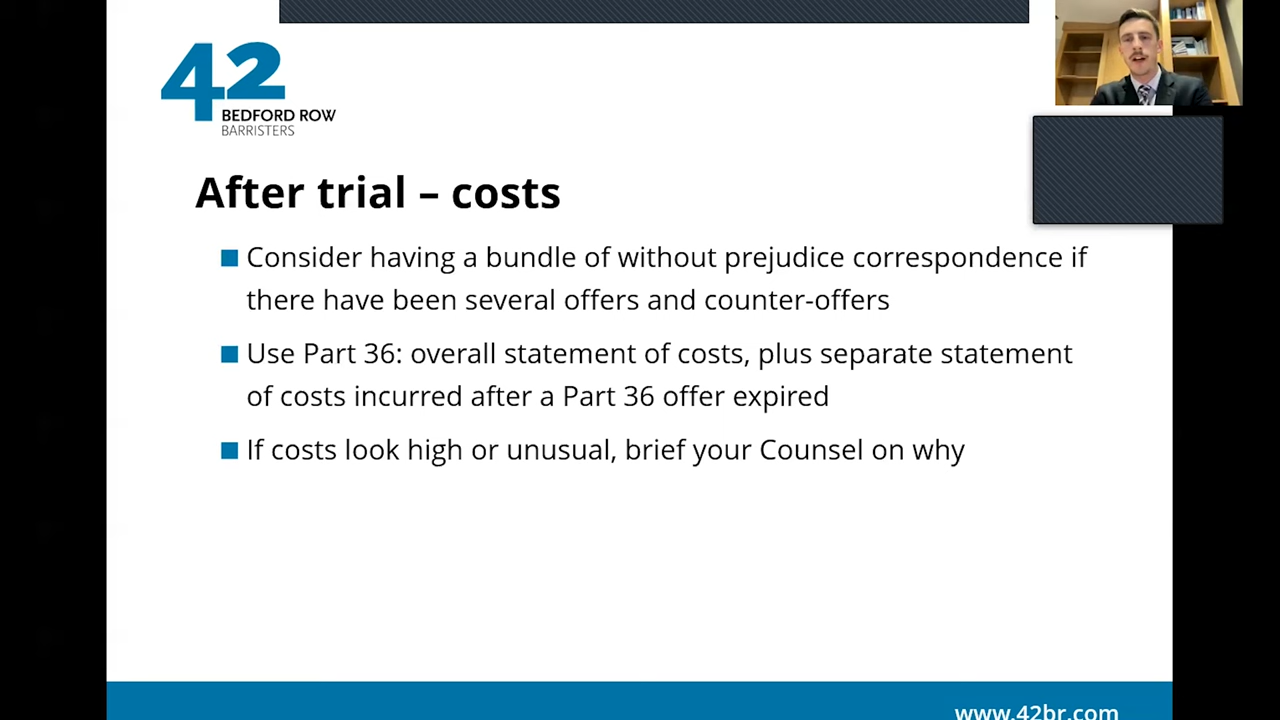 42
BEDFORD ROW
BARRISTERS
After trial – costs
Consider having a bundle of without prejudice correspondence if
there have been several offers and counter-offers
Use Part 36: overall statement of costs, plus separate statement
of costs incurred after a Part 36 offer expired
If costs look high or unusual, brief your Counsel on why
www.42br.com